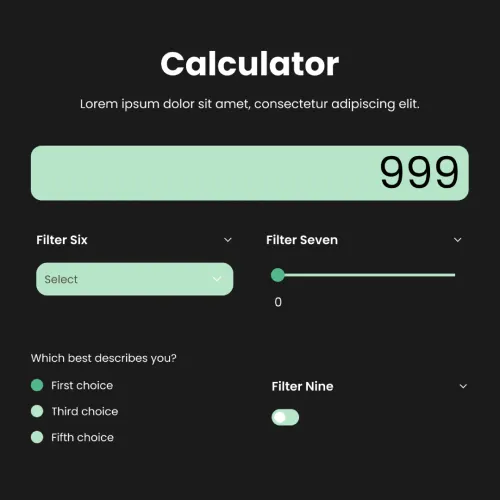 Calculator
Lorem ipsum dolor sit amet, consectetur adipiscing elit.
999
Filter Six
Filter Seven
Select
0
Which best describes you?
First choice
Filter Nine
Third choice
Fifth choice